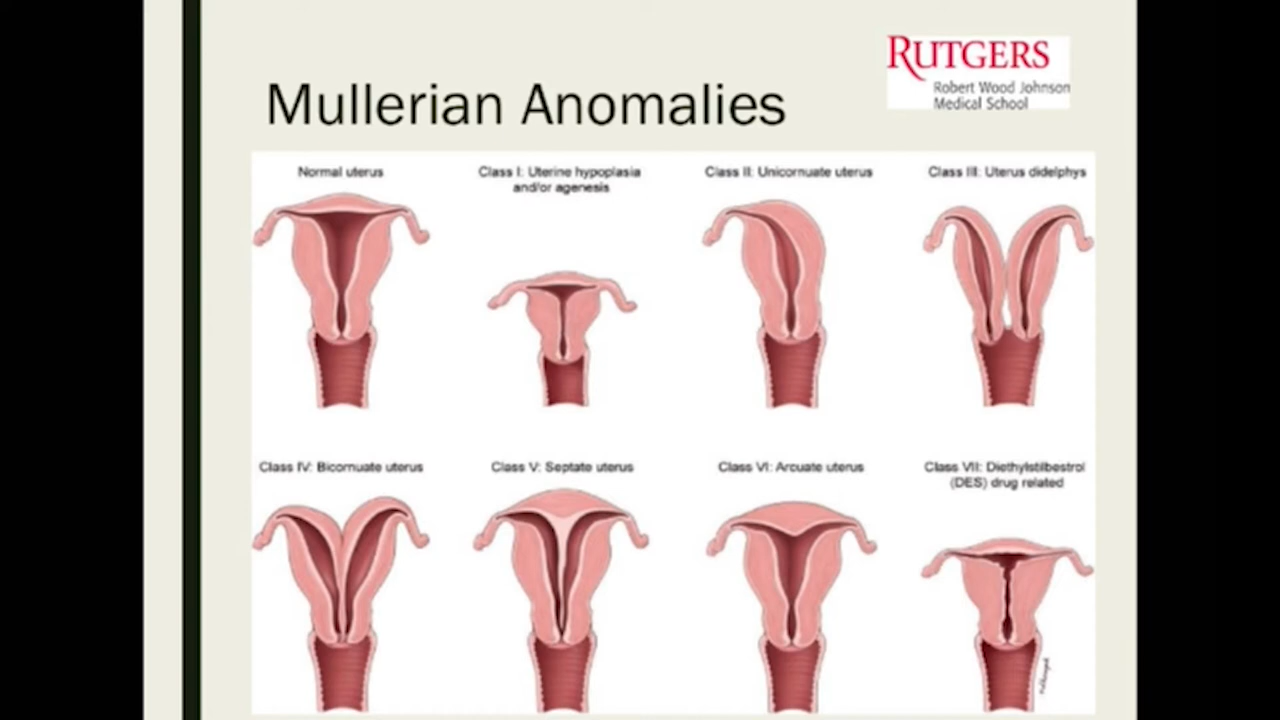 RUTGERS
Robert Wood Johnson
Medical School
Mullerian Anomalies
Normal uterus
Class I: Uterine hypoplasia
and/or agenesis
Class II: Unicornuate uterus
Class III: Uterus didelphys
Class IV: Bicornuate uterus
Class V: Septate uterus
Class VI: Arcuate uterus
Class VII: Diethylstilbestrol
(DES) drug related